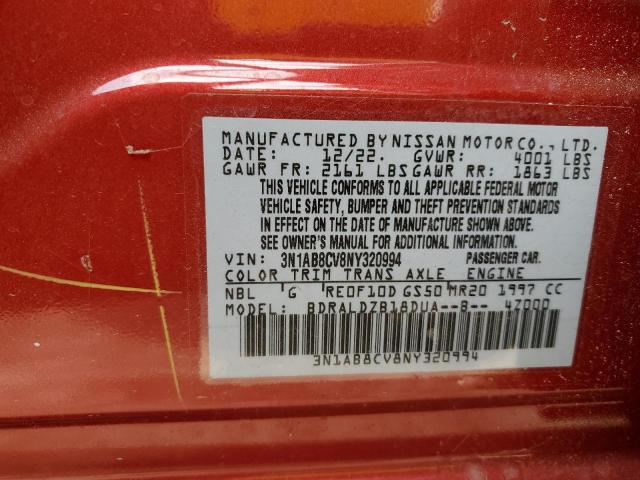 MANUFACTURED BY NISSAN MOTOR CO., LTD.
DATE: 12/22. GVWR: 4001 LBS
GAWR FR: 2161 LBS GAWR RR: 1863 LBS
THIS VEHICLE CONFORMS TO ALL APPLICABLE FEDERAL MOTOR
VEHICLE SAFETY, BUMPER AND THEFT PREVENTION STANDARDS
IN EFFECT ON THE DATE OF MANUFACTURE SHOWN ABOVE.
SEE OWNER'S MANUAL FOR ADDITIONAL INFORMATION.
VIN: 3N1AB8CV8NY320994 PASSENGER CAR.
COLOR TRIM TRANS AXLE ENGINE
NBL G RE0F10D GS50 MR20 1997 CC
MODEL: BDRALDZB18DUA--B-- 47000
3N1AB8CV8NY320994